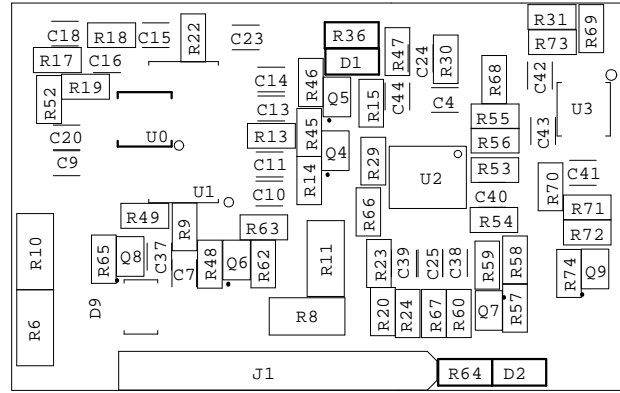 C18 R18 C15 R22 C23 R36 R31 R69
R17 C16 D1 R47 C24 R30 R73
R52 R19 C14 R46 Q5 R15 C44 C4 R68 C42 U3
C20 U0 C13 R45 R55
C9 R13 Q4 R29 R56 C43
C11 R14 U2 R53 R70 C41
U1 C10 R66 C40 R71
R49 R9 R63 R54 R72
R10 R65 Q8 C37 C7 R48 Q6 R62 R11 R23 C39 C25 C38 R59 R58 R74 Q9
R6 D9 R8 R20 R24 R67 R60 Q7 R57
J1 R64 D2